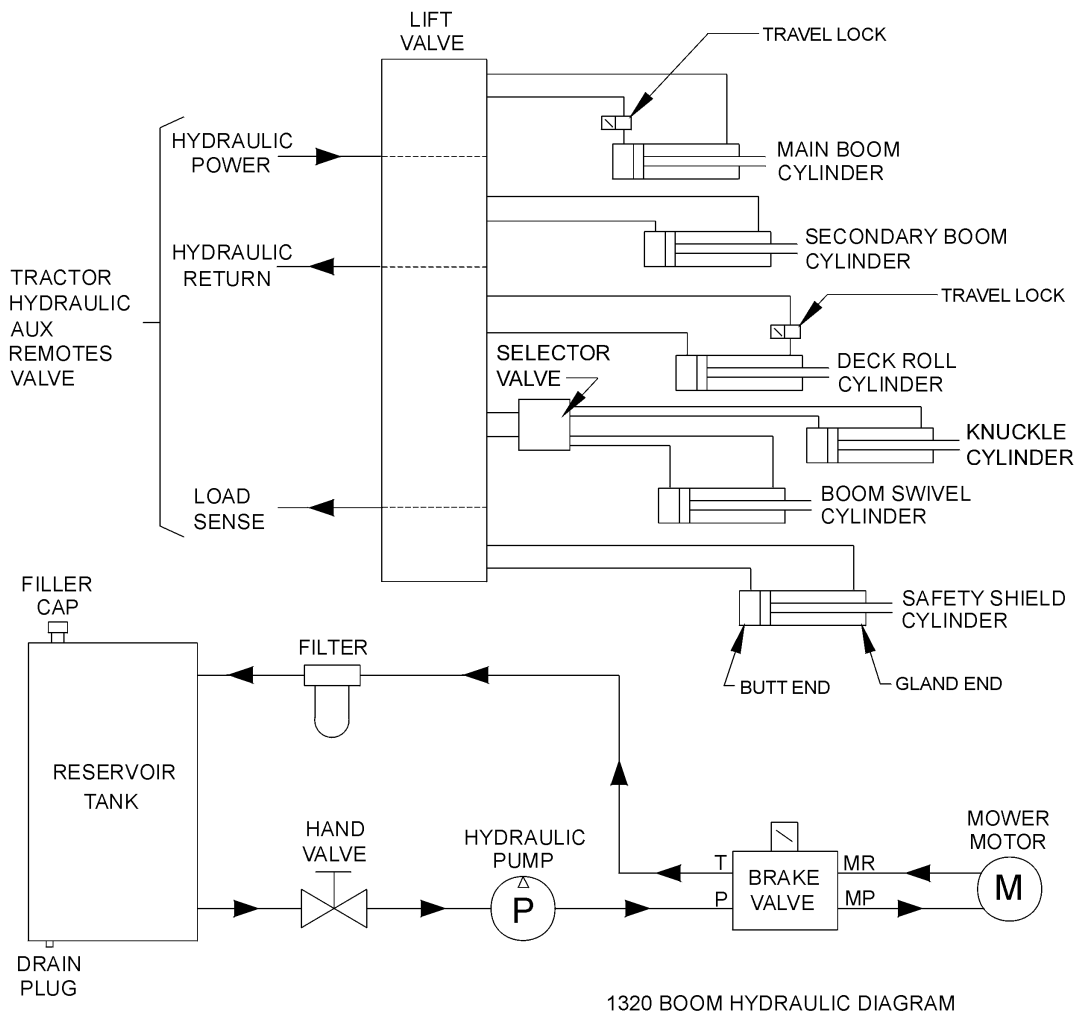 LIFT
VALVE
TRAVEL LOCK
HYDRAULIC
POWER
MAIN BOOM
CYLINDER
HYDRAULIC
RETURN
SECONDARY BOOM
CYLINDER
TRACTOR
HYDRAULIC
AUX
REMOTES
VALVE
TRAVEL LOCK
SELECTOR
VALVE
DECK ROLL
CYLINDER
KNUCKLE
CYLINDER
LOAD
SENSE
BOOM SWIVEL
CYLINDER
SAFETY SHIELD
CYLINDER
BUTT END
GLAND END
FILLER
CAP
FILTER
RESERVOIR
TANK
HAND
VALVE
HYDRAULIC
PUMP
P
T
P
BRAKE
VALVE
MR
MP
MOWER
MOTOR
M
DRAIN
PLUG
1320 BOOM HYDRAULIC DIAGRAM